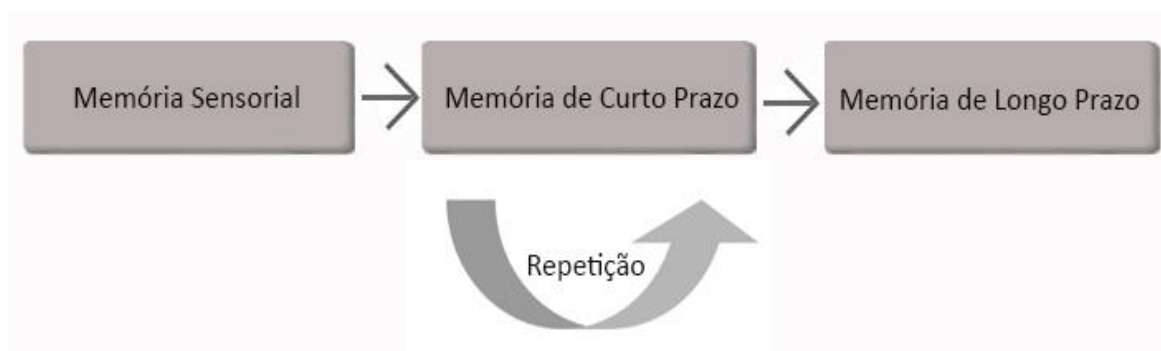 Memória Sensorial
Memória de Curto Prazo
Memória de Longo Prazo
Repetição